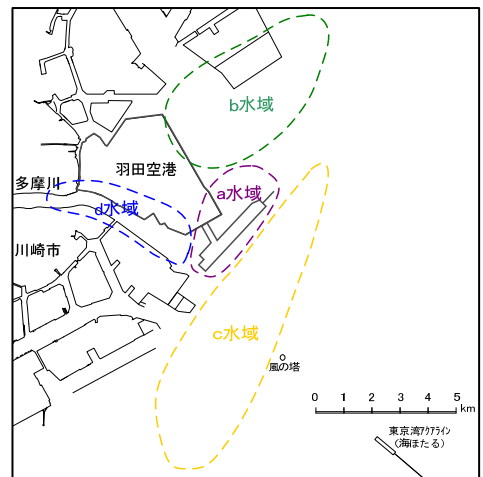 b水域
羽田空港
多摩川
a水域
d水域
川崎市
c水域
風の塔
0 1 2 3 4 5
km
東京湾アクアライン
(海ほたる)